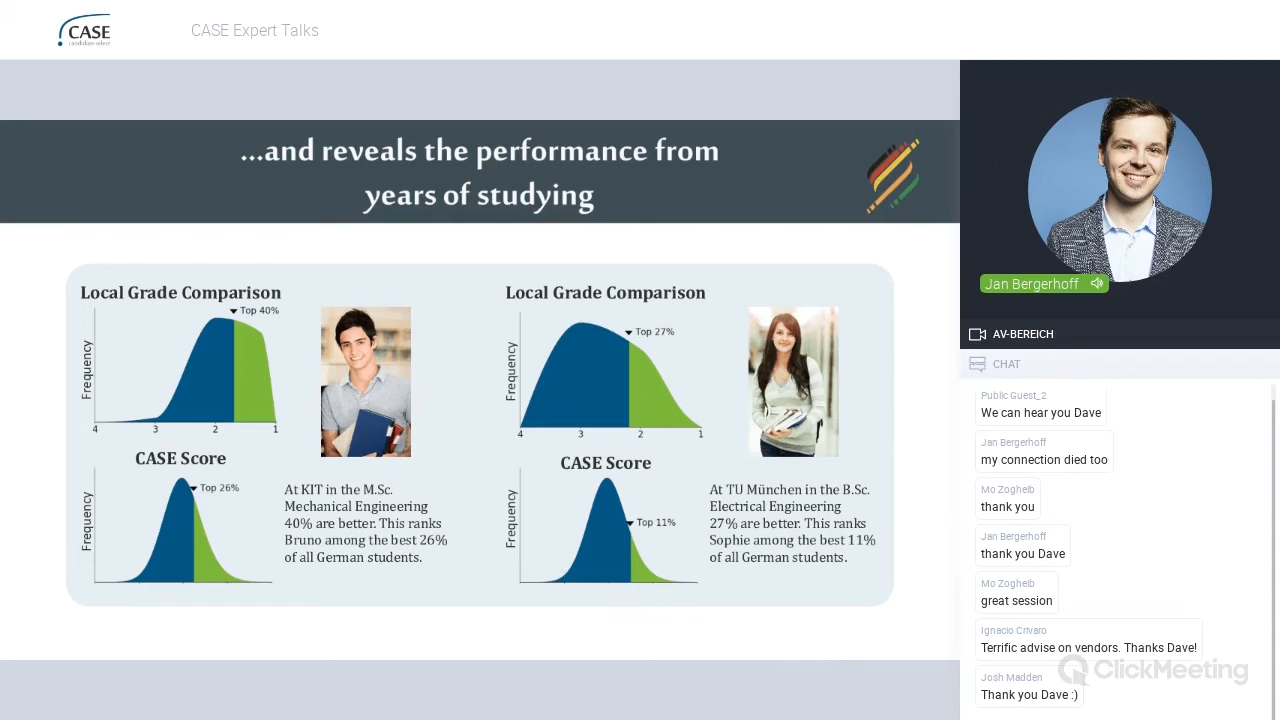 CASE
candidate select
CASE Expert Talks
...and reveals the performance from
years of studying
Local Grade Comparison
Top 40%
Frequency
4 3 2 1
CASE Score
Top 26%
Frequency
At KIT in the M.Sc.
Mechanical Engineering
40% are better. This ranks
Bruno among the best 26%
of all German students.
Local Grade Comparison
Top 27%
Frequency
4 3 2 1
CASE Score
Top 11%
Frequency
At TU München in the B.Sc.
Electrical Engineering
27% are better. This ranks
Sophie among the best 11%
of all German students.
Jan Bergerhoff
AV-BEREICH
CHAT
Public Guest_2
We can hear you Dave
Jan Bergerhoff
my connection died too
Mo Zogheib
thank you
Jan Bergerhoff
thank you Dave
Mo Zogheib
great session
Ignacio Crivaro
Terrific advise on vendors. Thanks Dave!
ClickMeeting
Josh Madden
Thank you Dave :)